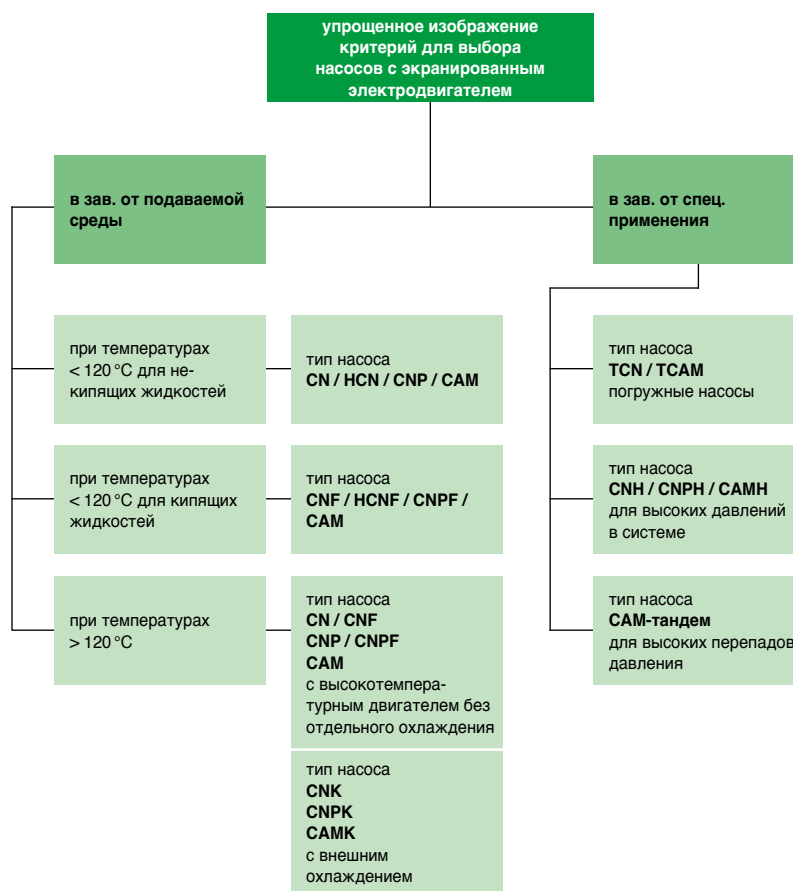 упрощенное изображение
критерий для выбора
насосов с экранированным
электродвигателем
в зав. от подаваемой
среды
в зав. от спец.
применения
при температурах
< 120 °C для не-
кипящих жидкостей
тип насоса
CN / HCN / CNP / CAM
тип насоса
TCN / TCAM
погружные насосы
при температурах
< 120 °C для кипящих
жидкостей
тип насоса
CNF / HCNF / CNPF /
CAM
тип насоса
CNH / CNPH / CAMH
для высоких давлений
в системе
при температурах
> 120 °C
тип насоса
CN / CNF
CNP / CNPF
CAM
с высокотемпера-
турным двигателем без
отдельного охлаждения
тип насоса
CAM-тандем
для высоких перепадов
давления
тип насоса
CNK
CNPK
CAMK
с внешним
охлаждением